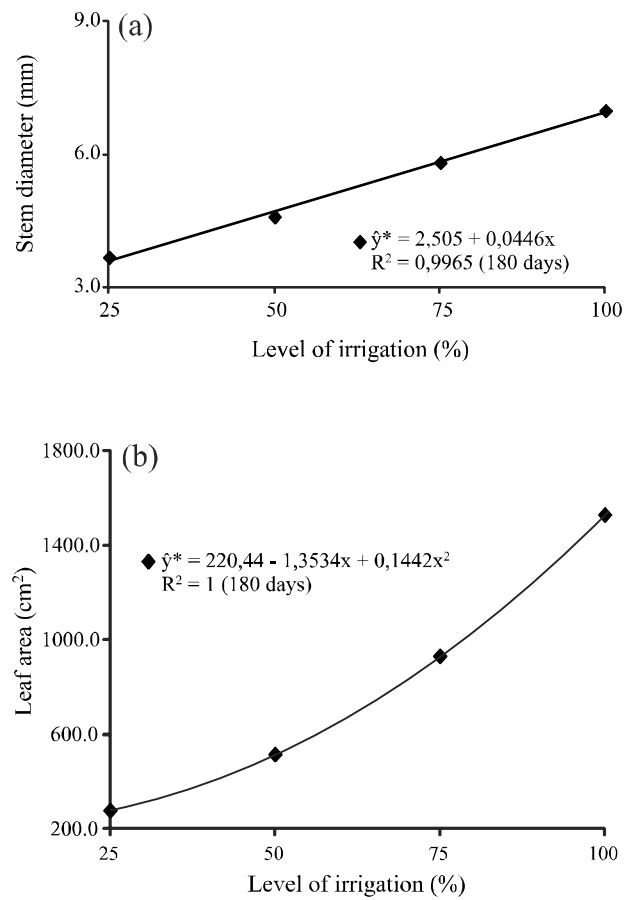 (a)
9.0
6.0
3.0
Stem diameter (mm)
ŷ* = 2,505 + 0,0446x
R² = 0,9965 (180 days)
25 50 75 100
Level of irrigation (%)
(b)
1800.0
1400.0
1000.0
600.0
200.0
Leaf area (cm²)
ŷ* = 220,44 - 1,3534x + 0,1442x²
R² = 1 (180 days)
25 50 75 100
Level of irrigation (%)